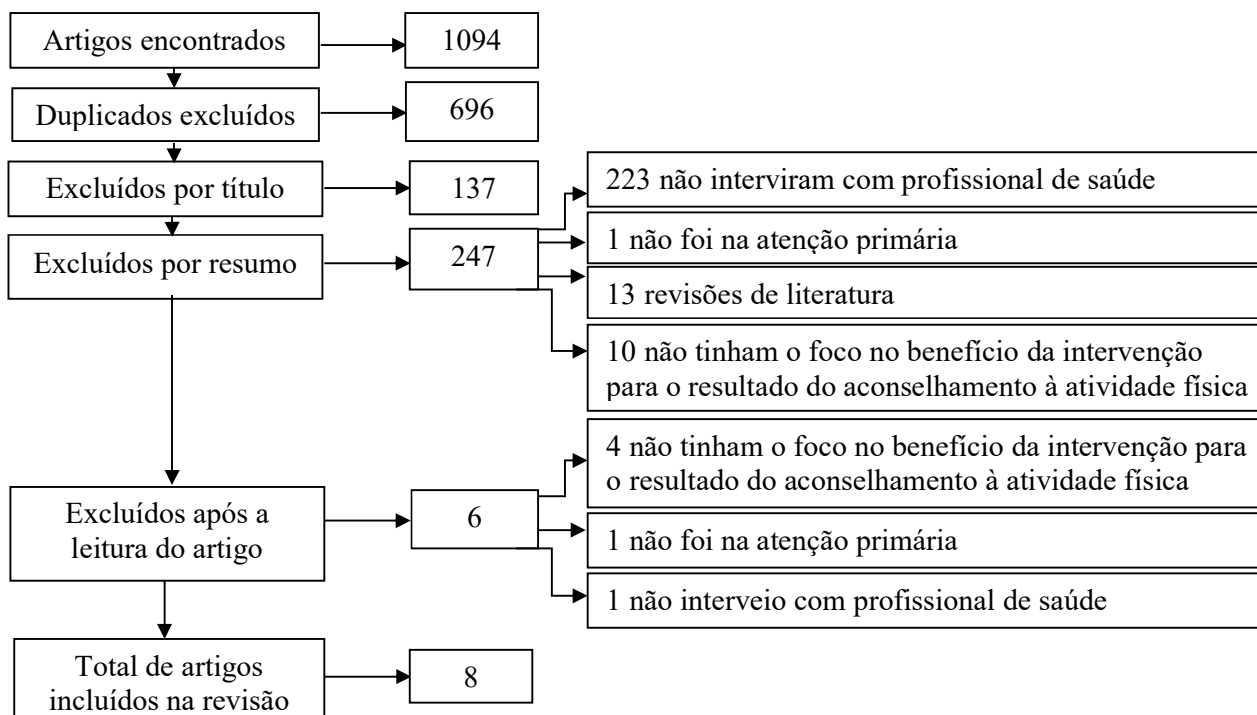 Artigos encontrados
1094
Duplicados excluídos
696
Excluídos por título
137
Excluídos por resumo
247
223 não interviram com profissional de saúde
1 não foi na atenção primária
13 revisões de literatura
10 não tinham o foco no benefício da intervenção
para o resultado do aconselhamento à atividade física
Excluídos após a
leitura do artigo
6
4 não tinham o foco no benefício da intervenção para
o resultado do aconselhamento à atividade física
1 não foi na atenção primária
1 não interveio com profissional de saúde
Total de artigos
incluídos na revisão
8